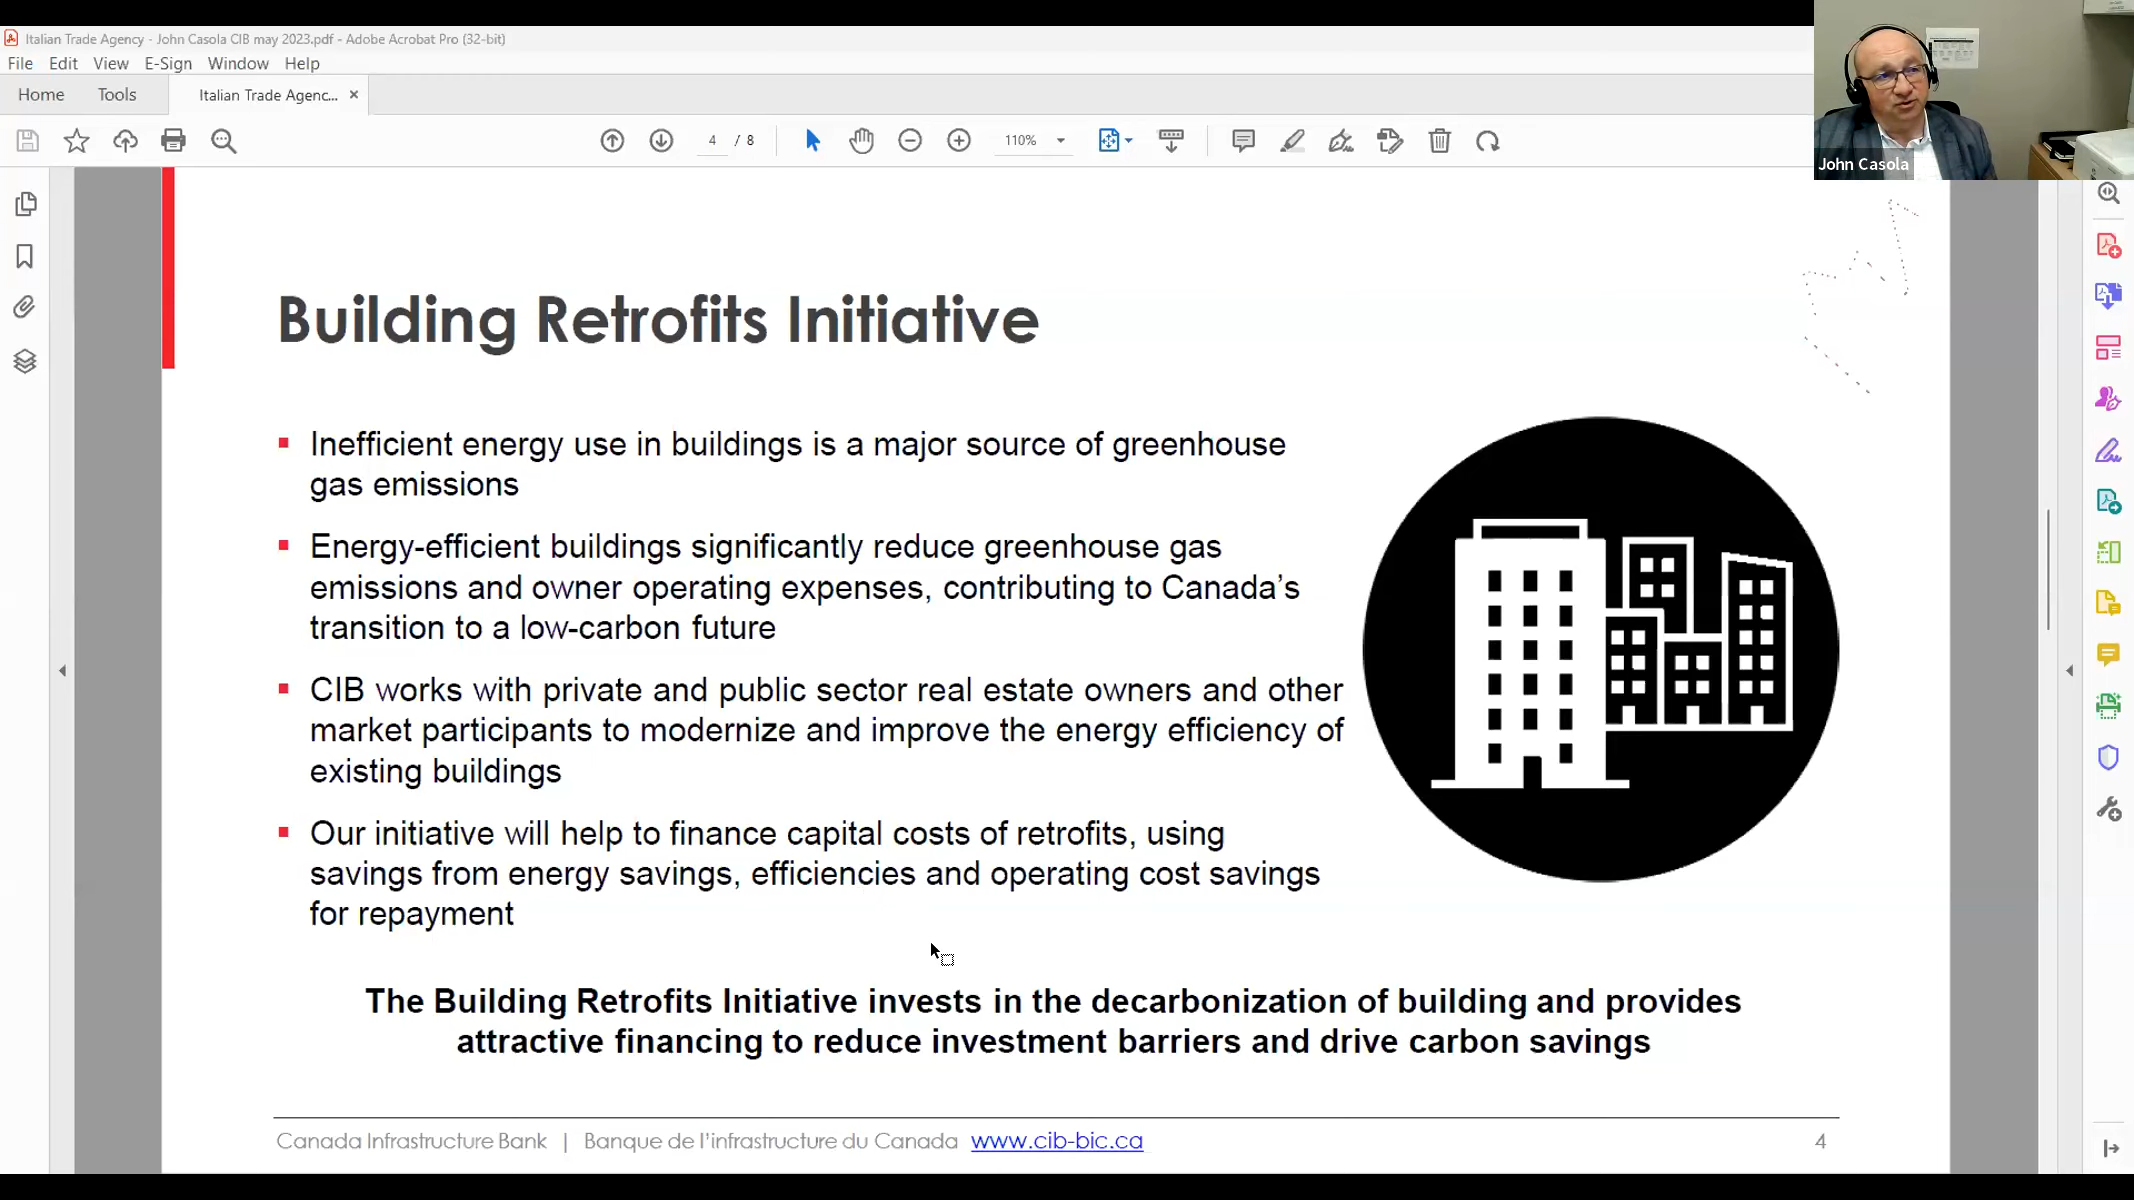 Italian Trade Agency - John Casola CIB may 2023.pdf - Adobe Acrobat Pro (32-bit)
File Edit View E-Sign Window Help
Home Tools Italian Trade Agenc... ×
4 / 8 110%
John Casola
Building Retrofits Initiative
Inefficient energy use in buildings is a major source of greenhouse
gas emissions
Energy-efficient buildings significantly reduce greenhouse gas
emissions and owner operating expenses, contributing to Canada's
transition to a low-carbon future
CIB works with private and public sector real estate owners and other
market participants to modernize and improve the energy efficiency of
existing buildings
Our initiative will help to finance capital costs of retrofits, using
savings from energy savings, efficiencies and operating cost savings
for repayment
The Building Retrofits Initiative invests in the decarbonization of building and provides
attractive financing to reduce investment barriers and drive carbon savings
Canada Infrastructure Bank | Banque de l'infrastructure du Canada www.cib-bic.ca 4